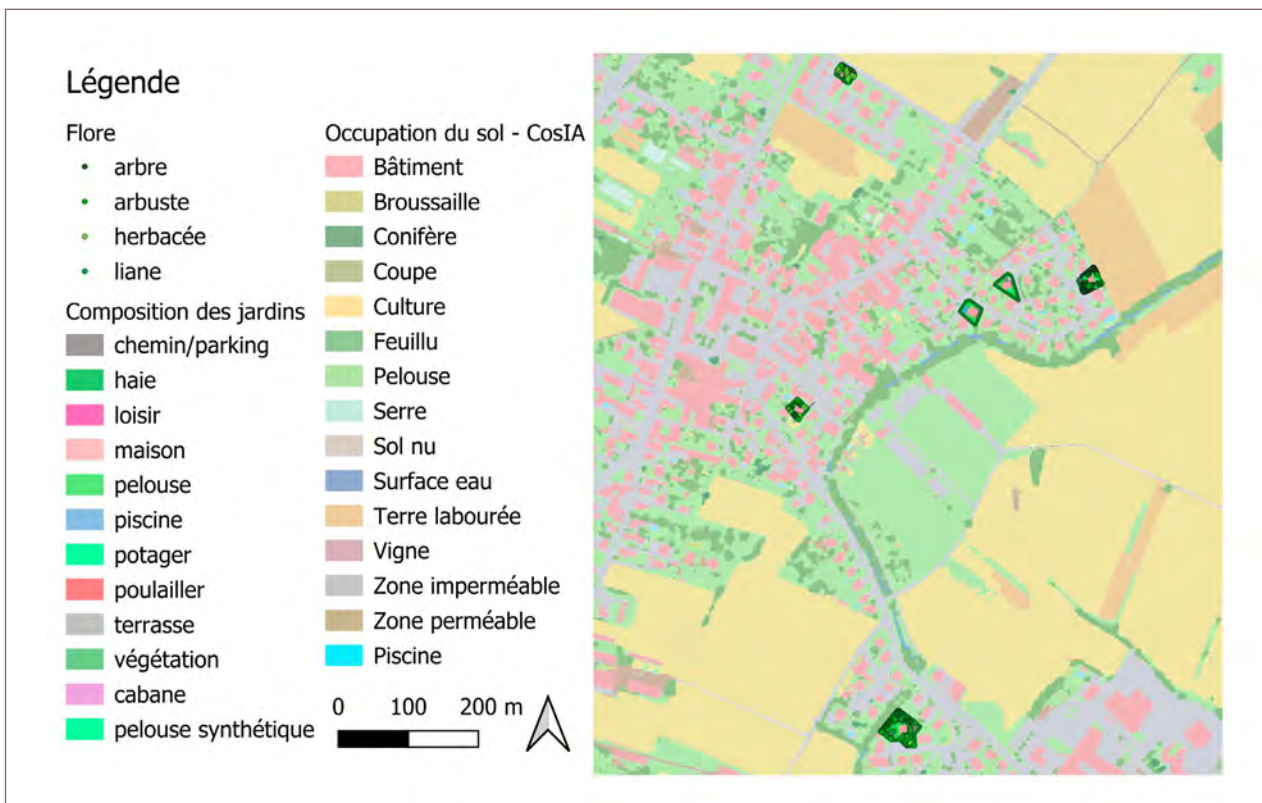 Légende
Flore
arbre
arbuste
herbacée
liane
Composition des jardins
chemin/parking
haie
loisir
maison
pelouse
piscine
potager
poulailler
terrasse
végétation
cabane
pelouse synthétique
Occupation du sol - CosIA
Bâtiment
Broussaille
Conifère
Coupe
Culture
Feuillu
Pelouse
Serre
Sol nu
Surface eau
Terre labourée
Vigne
Zone imperméable
Zone perméable
Piscine
0 100 200 m